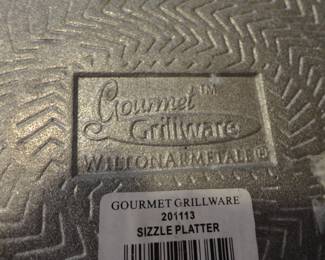 Gourmet™
Grillware
WILTON ARMETALE®
GOURMET GRILLWARE
201113
SIZZLE PLATTER